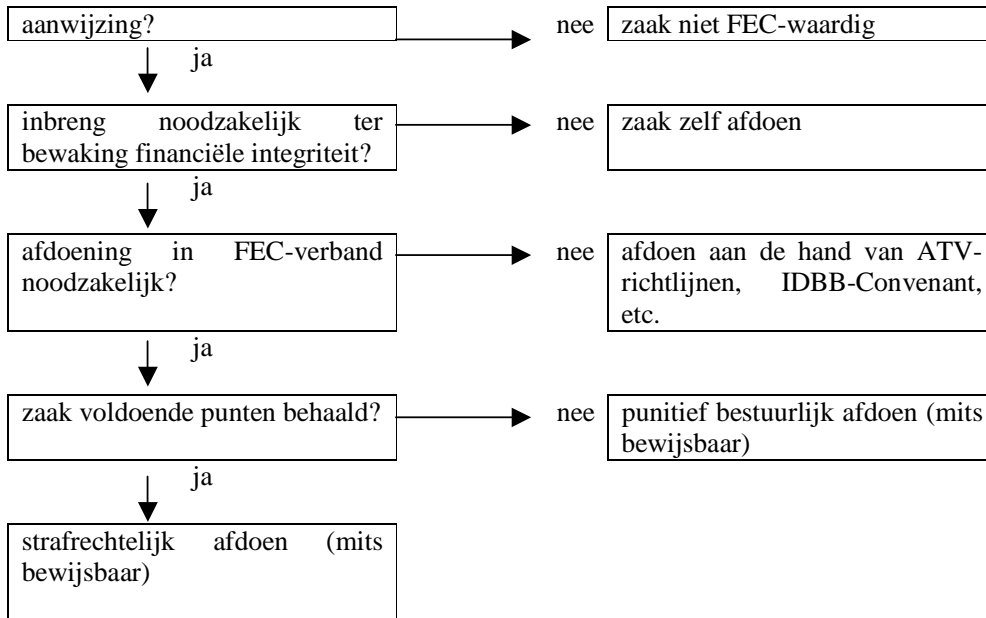 aanwijzing?
nee
zaak niet FEC-waardig
ja
inbreng noodzakelijk ter
bewaking financiële integriteit?
nee
zaak zelf afdoen
ja
afdoening in FEC-verband
noodzakelijk?
nee
afdoen aan de hand van ATV-
richtlijnen, IDBB-Convenant,
etc.
ja
zaak voldoende punten behaald?
nee
punitief bestuurlijk afdoen (mits
bewijsbaar)
ja
strafrechtelijk afdoen (mits
bewijsbaar)